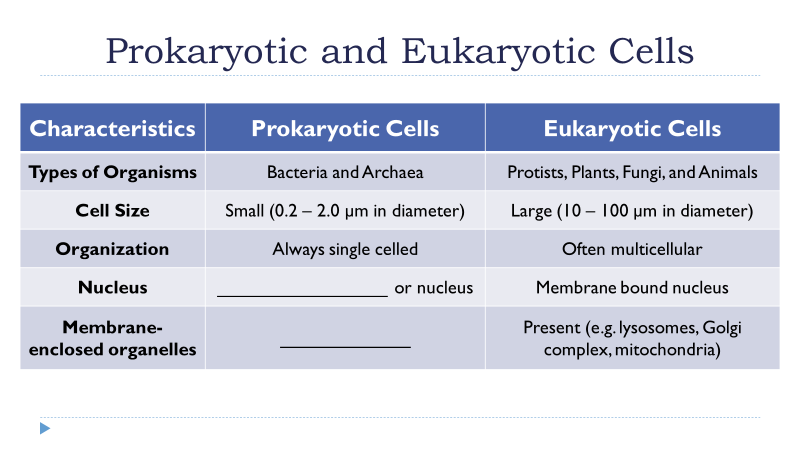 Prokaryotic and Eukaryotic Cells
Characteristics Prokaryotic Cells Eukaryotic Cells
Types of Organisms Bacteria and Archaea Protists, Plants, Fungi, and Animals
Cell Size Small (0.2 – 2.0 µm in diameter) Large (10 – 100 µm in diameter)
Organization Always single celled Often multicellular
Nucleus __________________ or nucleus Membrane bound nucleus
Membrane-
enclosed organelles
______________
Present (e.g. lysosomes, Golgi
complex, mitochondria)